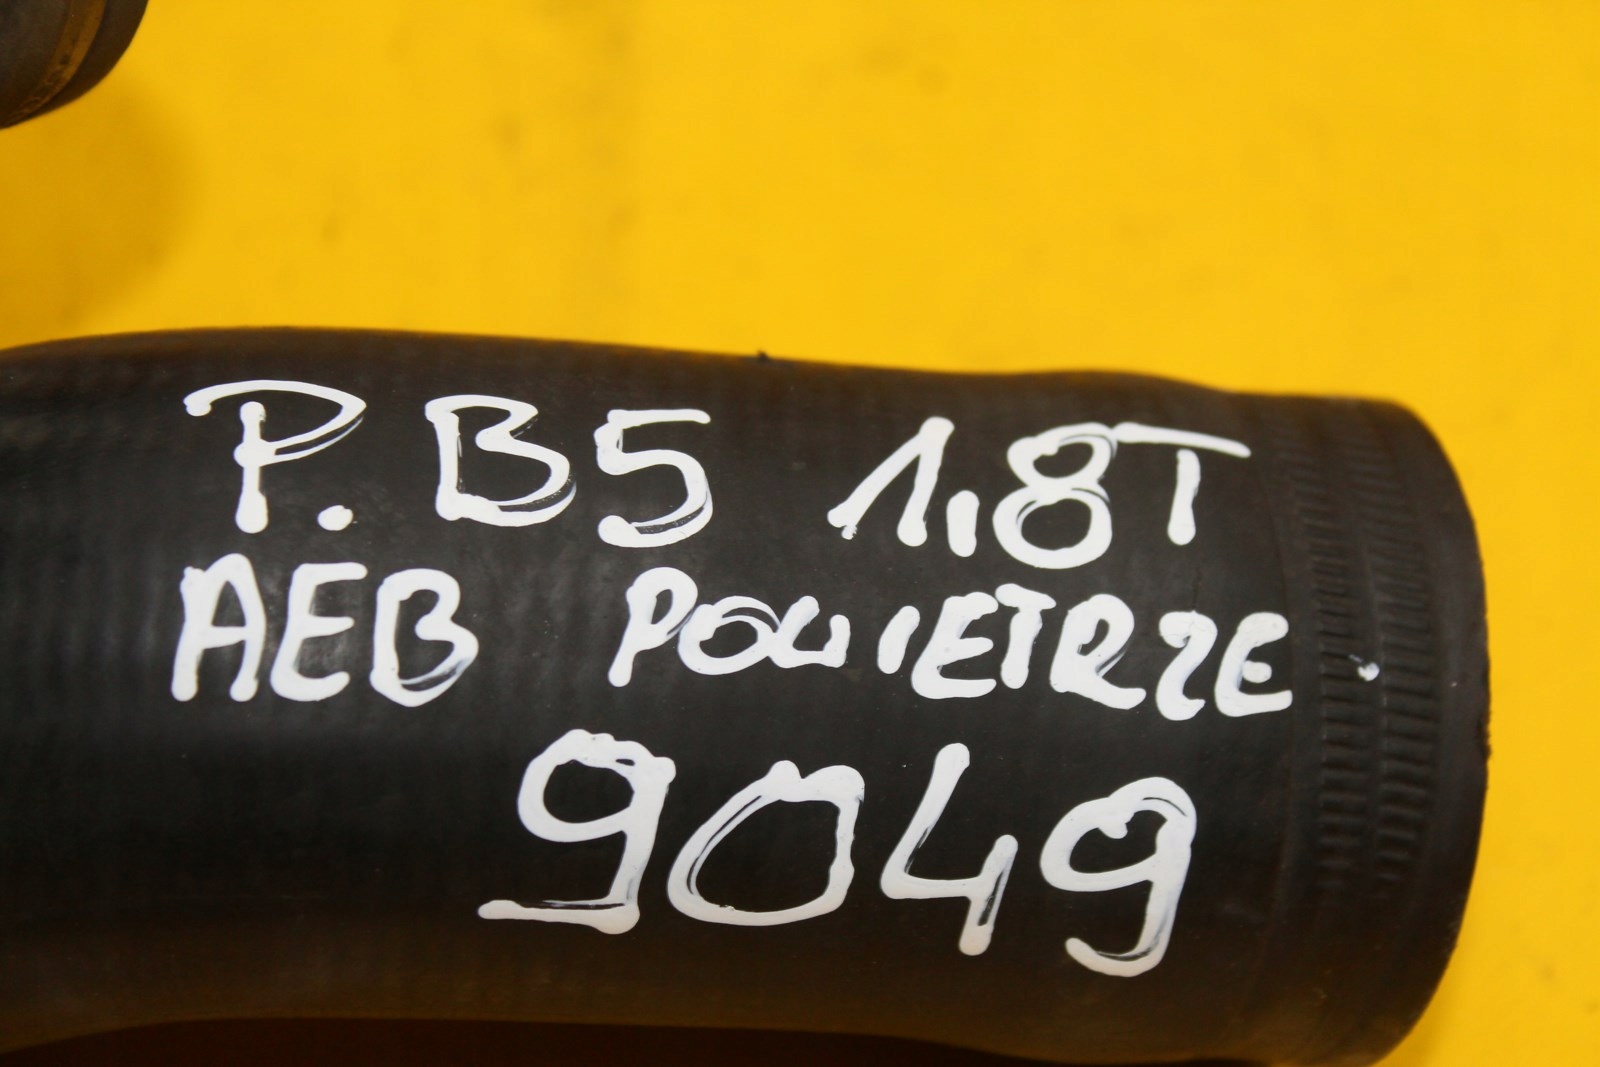 P. B5 1,8T
AEB POWIETRZE
9049